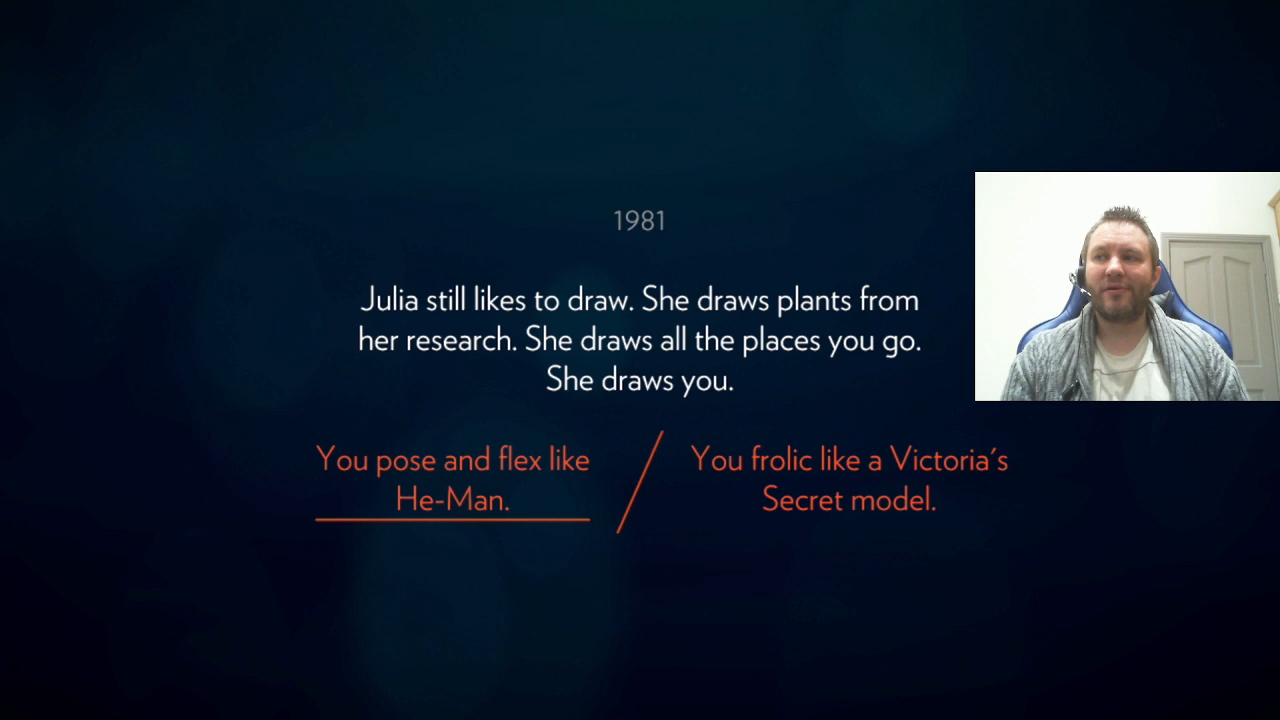 1981
Julia still likes to draw. She draws plants from
her research. She draws all the places you go.
She draws you.
You pose and flex like
He-Man.
You frolic like a Victoria's
Secret model.